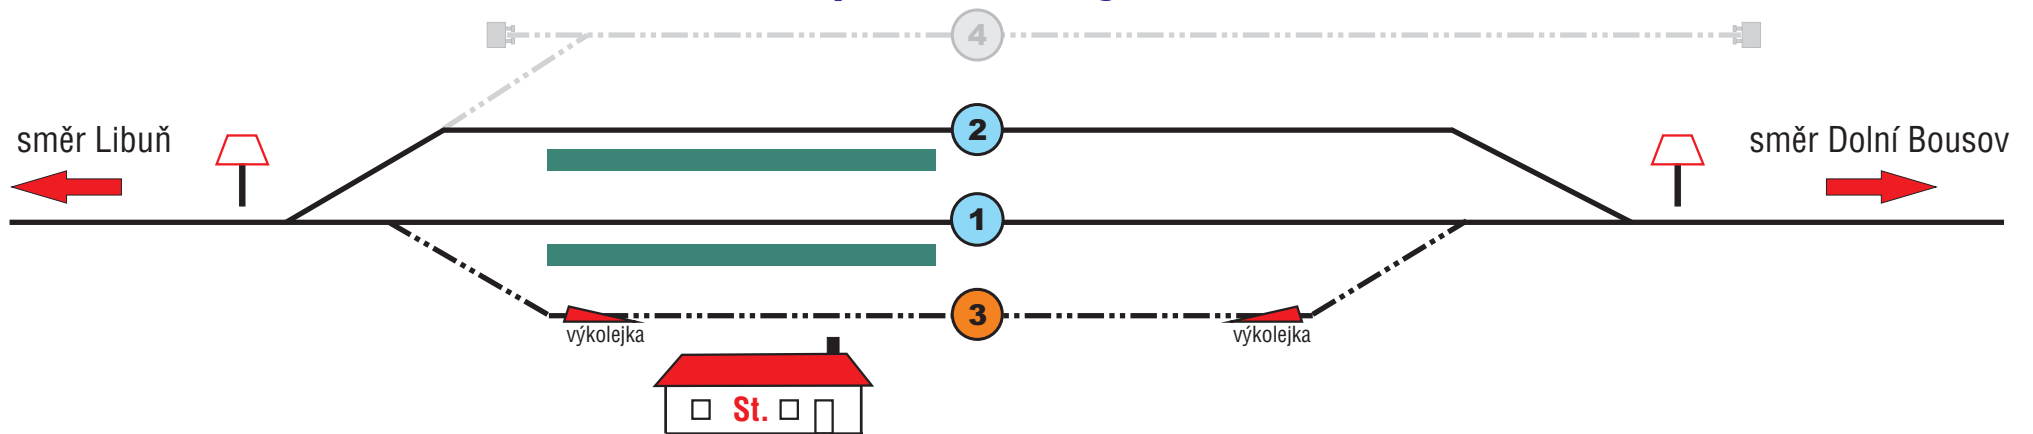 4
2
směr Libuň
směr Dolní Bousov
1
3
výkolejka
výkolejka
St.